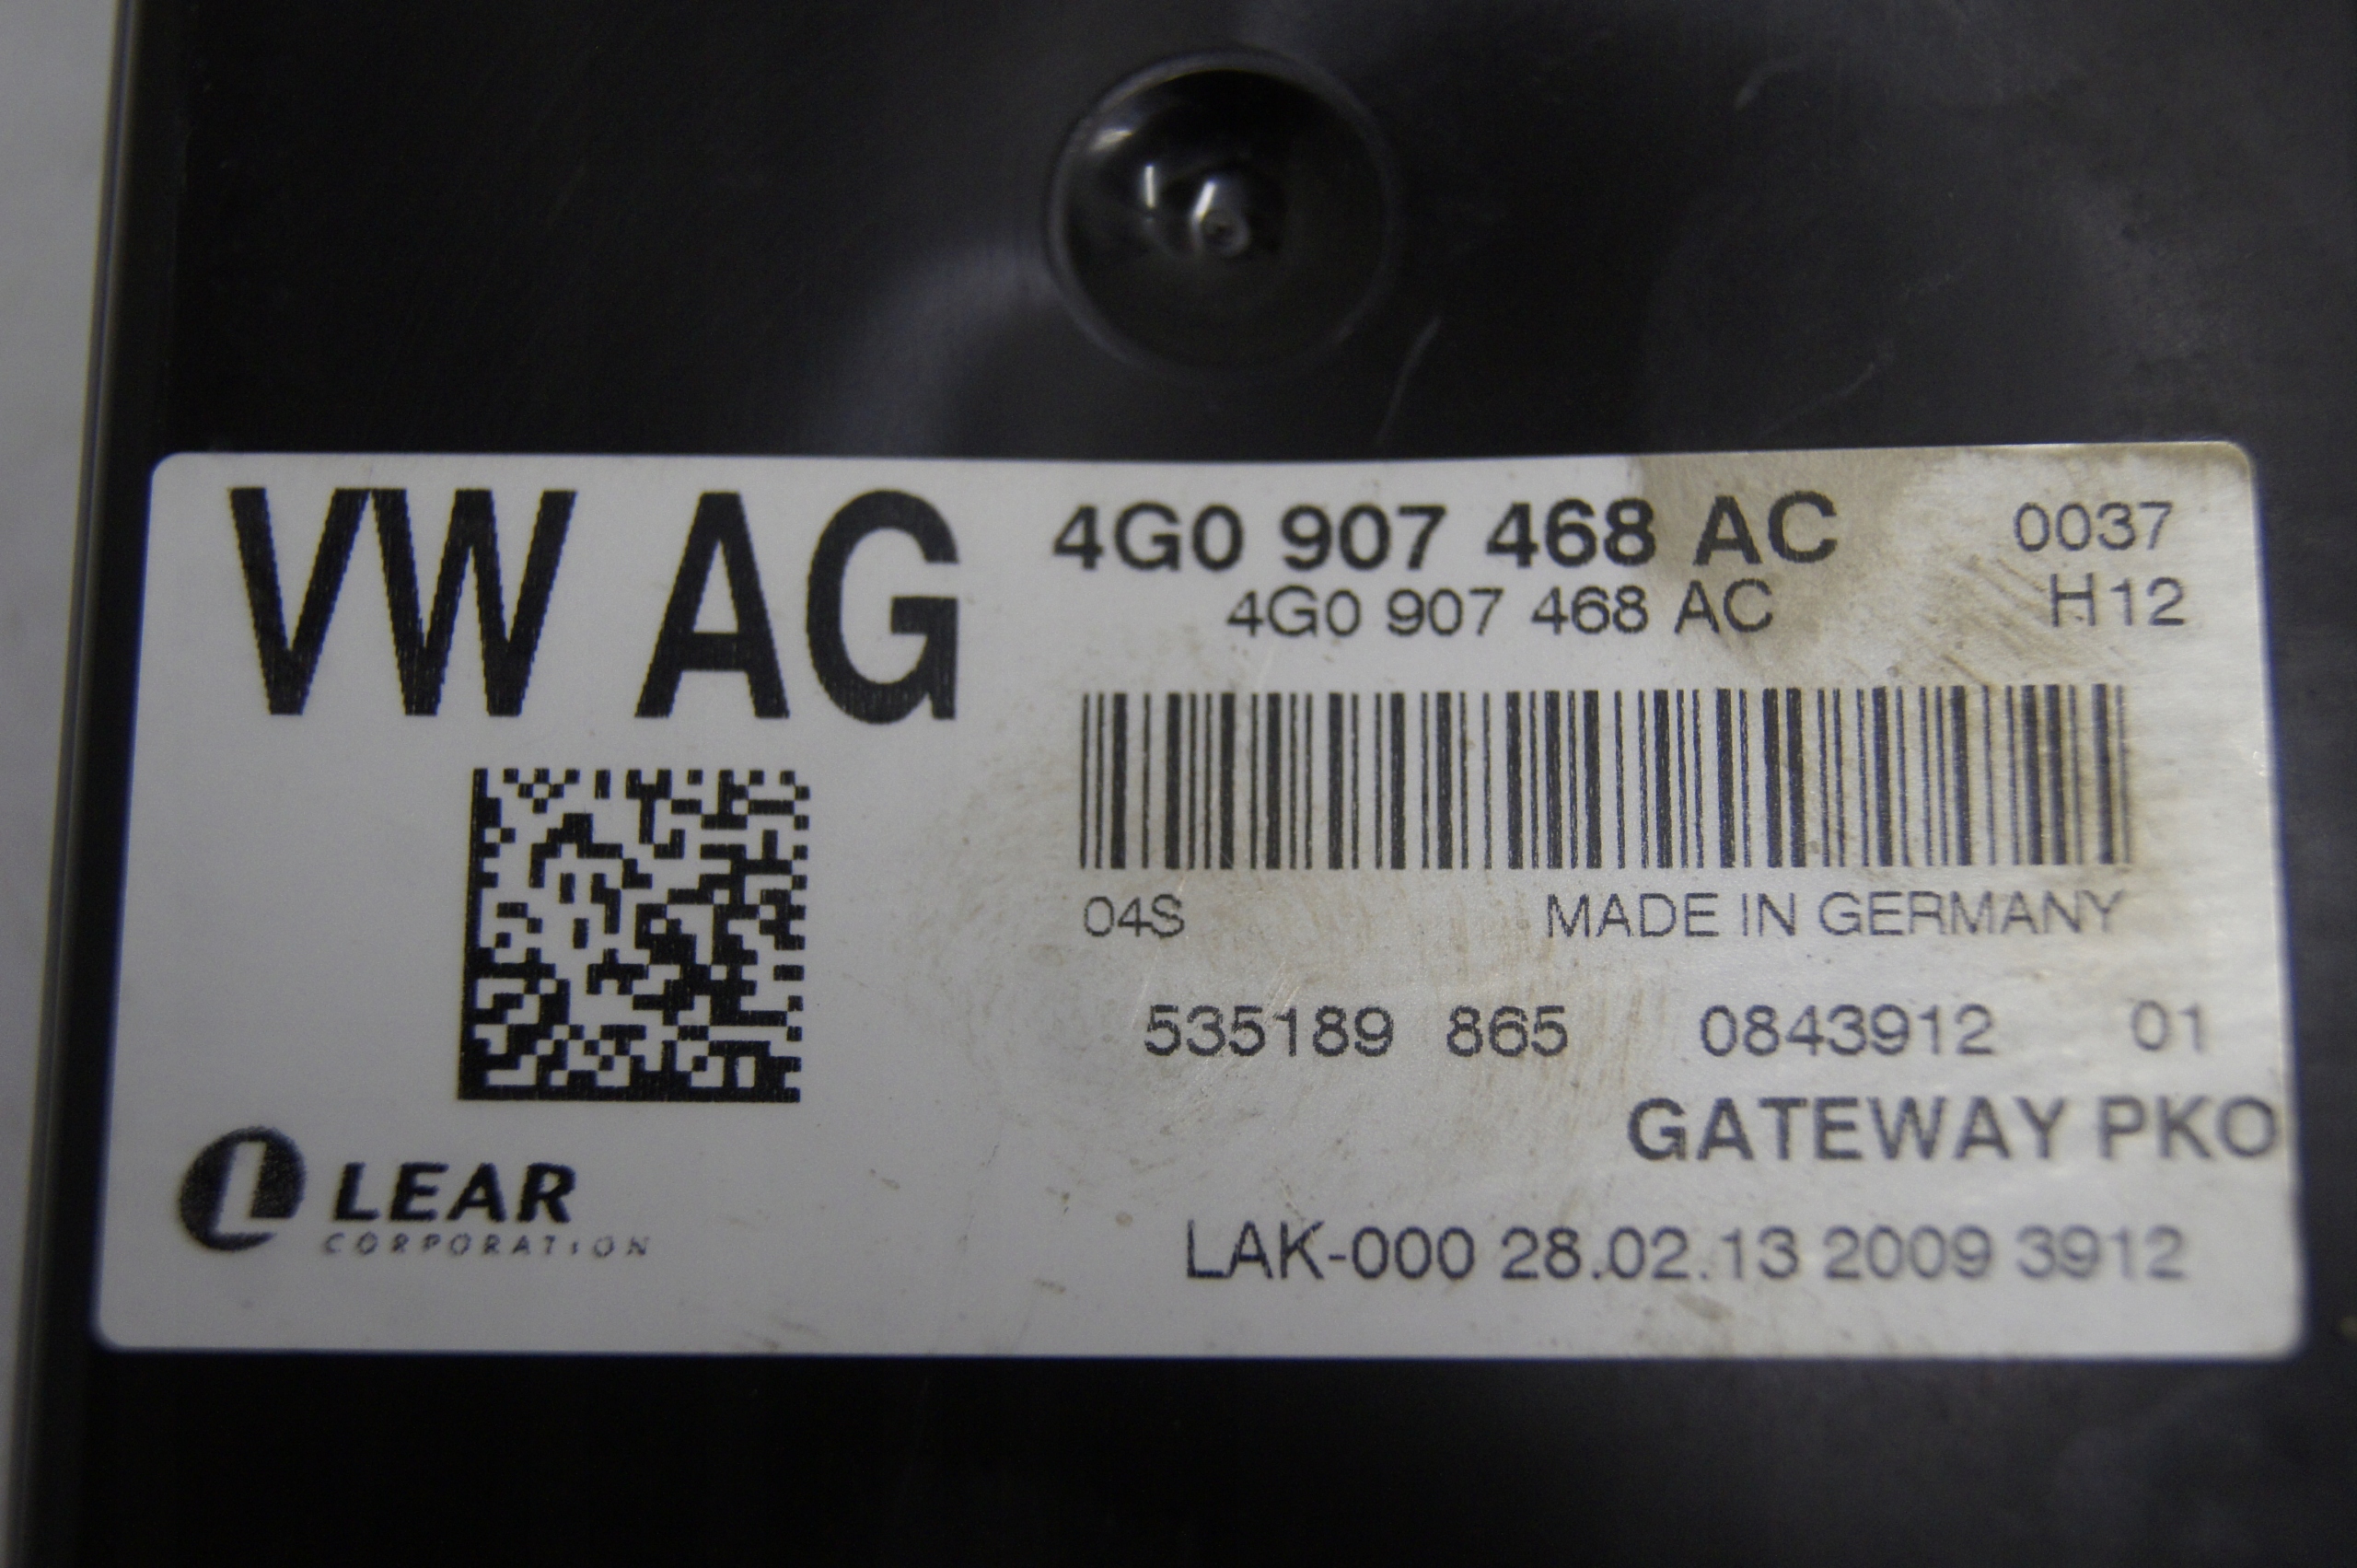 VW AG
4G0 907 468 AC 0037
4G0 907 468 AC H12
04S MADE IN GERMANY
535189 865 0843912 01
GATEWAY PKO
LEAR
CORPORATION
LAK-000 28.02.13 2009 3912